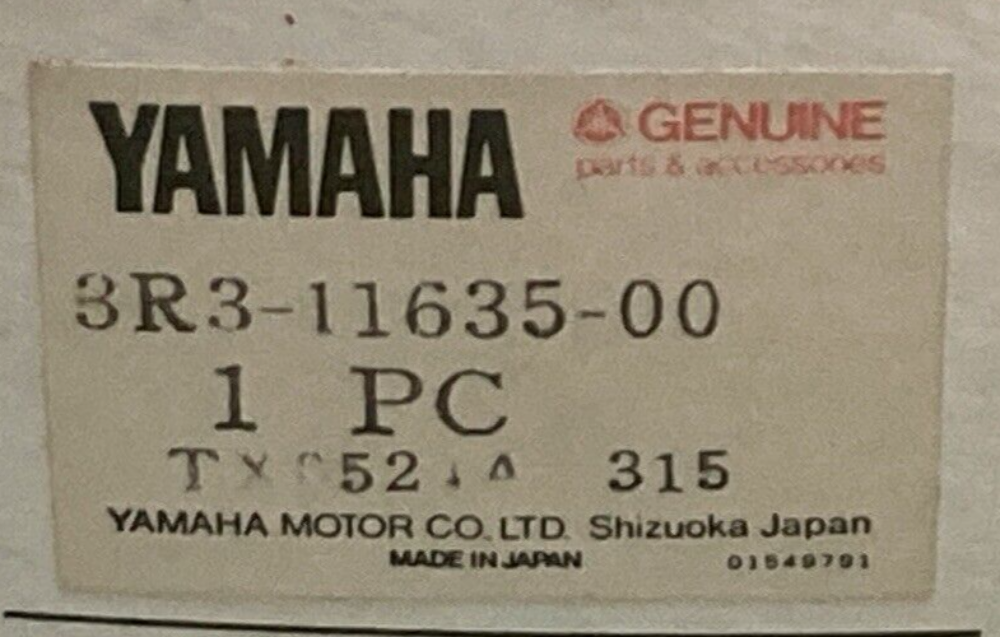 YAMAHA
GENUINE
parts & accessories
3R3-11635-00
1 PC
315
YAMAHA MOTOR CO. LTD. Shizuoka Japan
MADE IN JAPAN
01549791